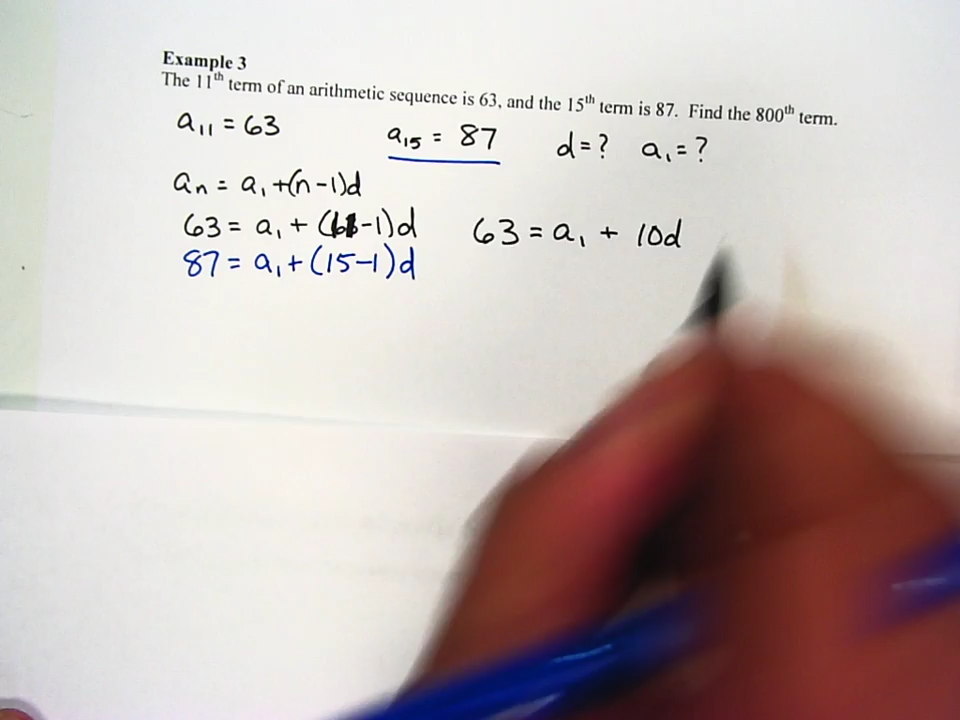 Example 3
The 11th term of an arithmetic sequence is 63, and the 15th term is 87. Find the 800th term.
a₁₁ = 63 a₁₅ = 87 d = ? a₁ = ?
aₙ = a₁ + (n - 1)d
63 = a₁ + (11 - 1)d 63 = a₁ + 10d
87 = a₁ + (15 - 1)d